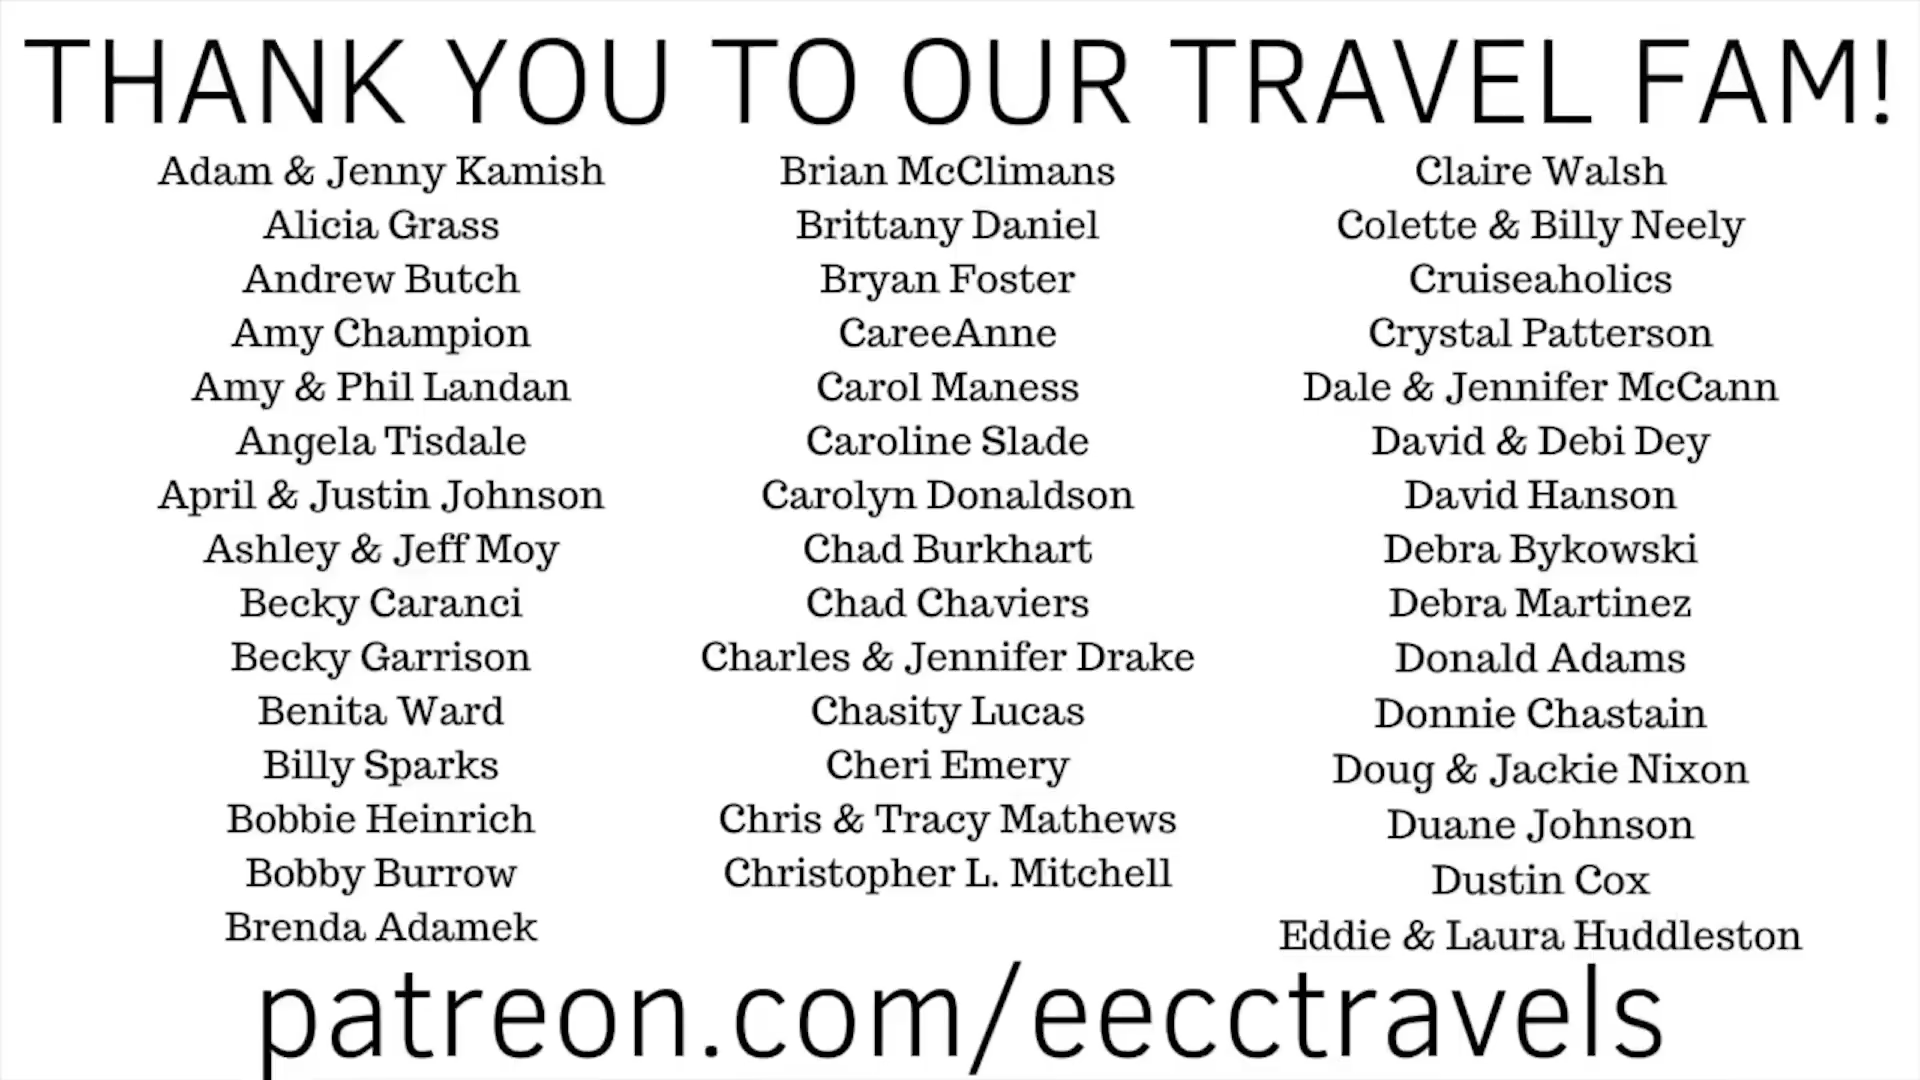 THANK YOU TO OUR TRAVEL FAM!
Adam & Jenny Kamish
Alicia Grass
Andrew Butch
Amy Champion
Amy & Phil Landan
Angela Tisdale
April & Justin Johnson
Ashley & Jeff Moy
Becky Caranci
Becky Garrison
Benita Ward
Billy Sparks
Bobbie Heinrich
Bobby Burrow
Brenda Adamek
Brian McClimans
Brittany Daniel
Bryan Foster
CareeAnne
Carol Maness
Caroline Slade
Carolyn Donaldson
Chad Burkhart
Chad Chaviers
Charles & Jennifer Drake
Chasity Lucas
Cheri Emery
Chris & Tracy Mathews
Christopher L. Mitchell
Claire Walsh
Colette & Billy Neely
Cruiseaholics
Crystal Patterson
Dale & Jennifer McCann
David & Debi Dey
David Hanson
Debra Bykowski
Debra Martinez
Donald Adams
Donnie Chastain
Doug & Jackie Nixon
Duane Johnson
Dustin Cox
Eddie & Laura Huddleston
patreon.com/eecctravels